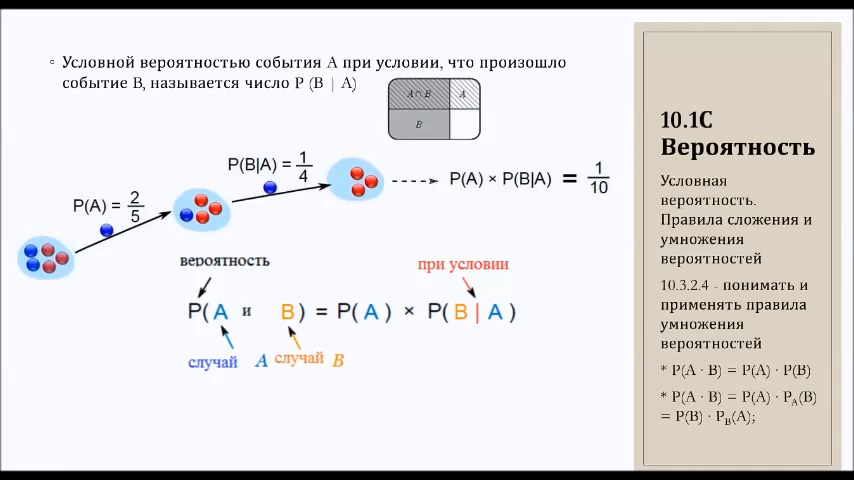 ◦ Условной вероятностью события А при условии, что произошло
событие В, называется число Р (В | А)
A∩B A
B
P(A) = 2/5
P(B|A) = 1/4
P(A) × P(B|A) = 1/10
вероятность
при условии
P( A и B ) = P( A ) × P( B | A )
случай A случай B
10.1С
Вероятность
Условная
вероятность.
Правила сложения и
умножения
вероятностей
10.3.2.4 - понимать и
применять правила
умножения
вероятностей
* P(A · B) = P(A) · P(B)
* P(A · B) = P(A) · P_A(B)
= P(B) · P_B(A);